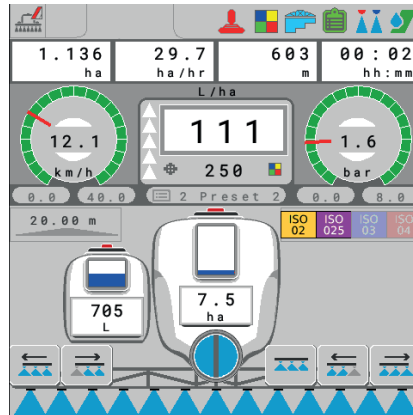 1.136 29.7 603 00:02
ha ha/hr m hh:mm
L/ha
111
12.1
km/h
250
1.6
bar
0.0 40.0 2 Preset 2 0.0 8.0
20.00 m
ISO 02 ISO 025 ISO 03 ISO 04
705
L
7.5
ha